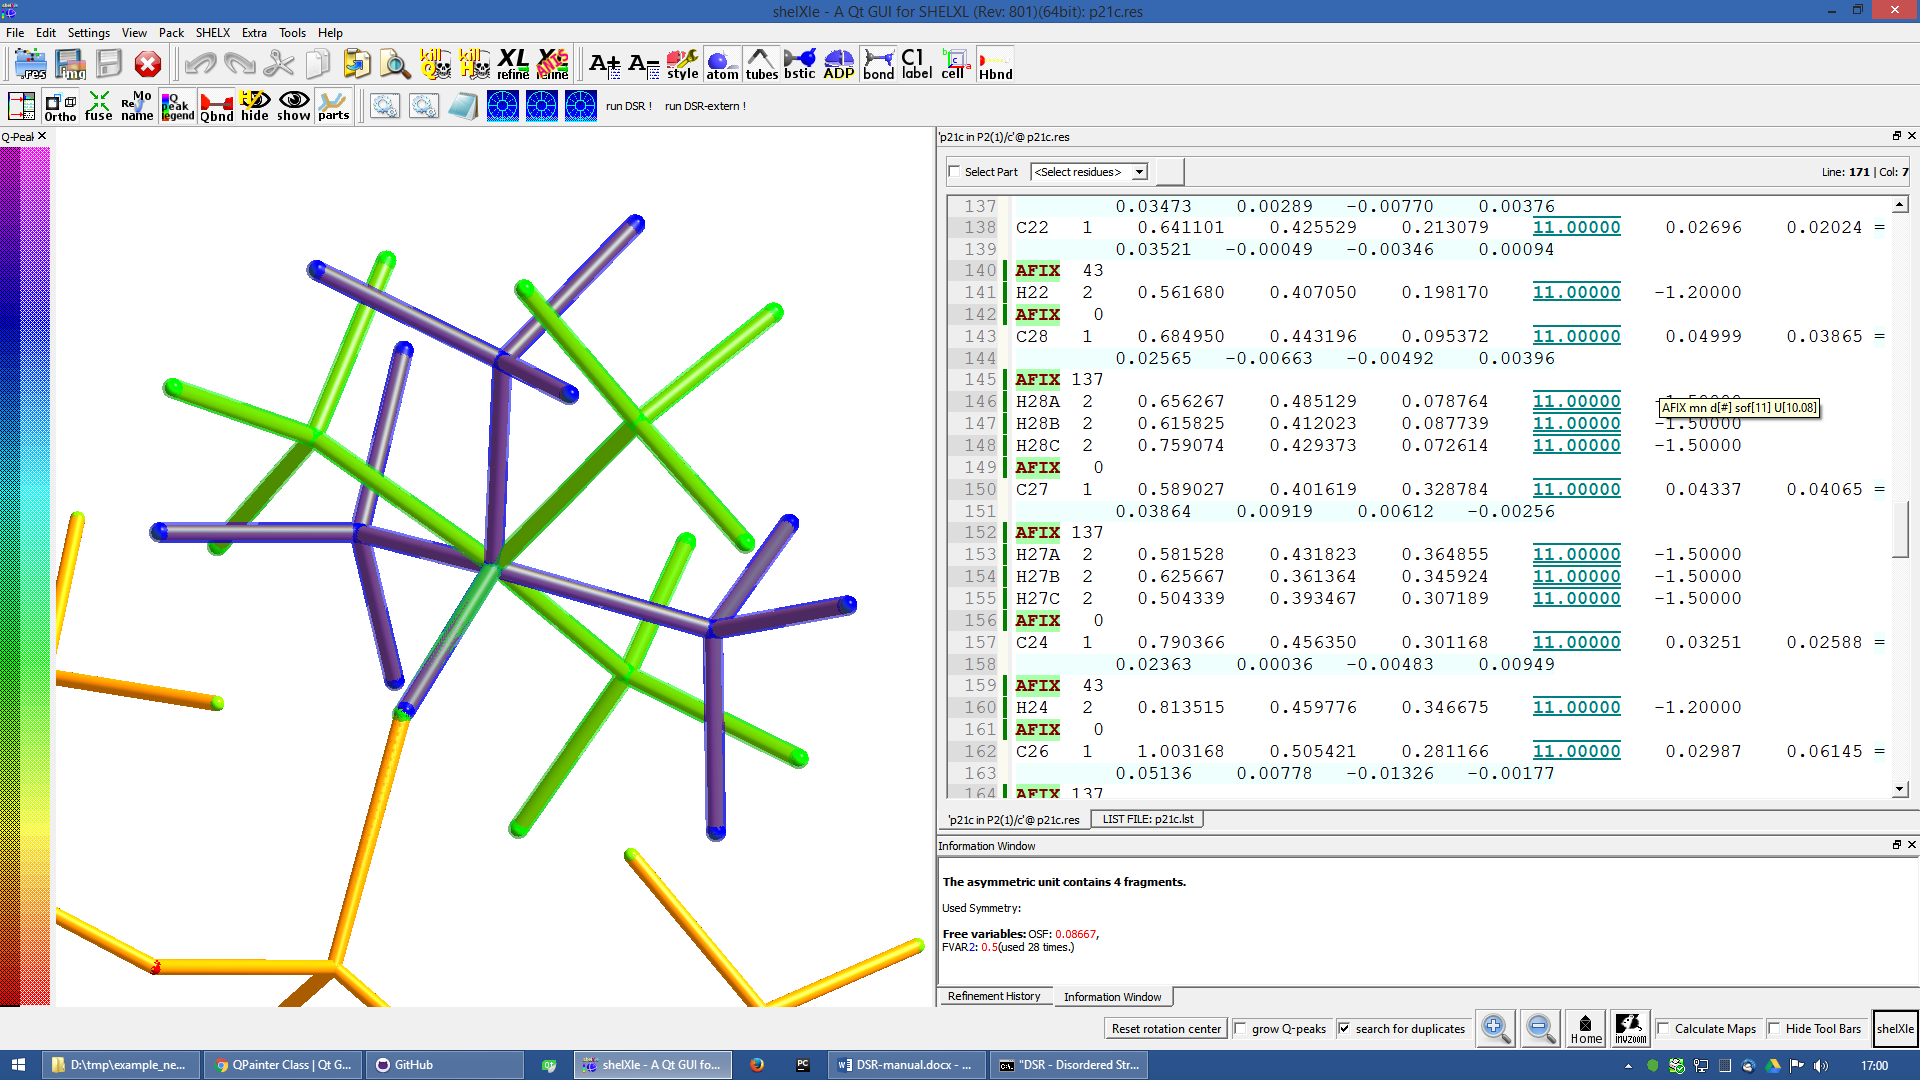 shelXle - A Qt GUI for SHELXL (Rev: 801)(64bit): p21c.res
File Edit Settings View Pack SHELX Extra Tools Help
.res img kill Q kill H XL refine refine A+ A- style atom tubes bstic ADP bond C1 label cell Hbnd
Ortho fuse ReMo name Q peak legend Qbnd hide show parts run DSR ! run DSR-extern !
Q-Peal
'p21c in P2(1)/c'@ p21c.res
Select Part <Select residues> Line: 171 | Col: 7
137 0.03473 0.00289 -0.00770 0.00376
138 C22 1 0.641101 0.425529 0.213079 11.00000 0.02696 0.02024 =
139 0.03521 -0.00049 -0.00346 0.00094
140 AFIX 43
141 H22 2 0.561680 0.407050 0.198170 11.00000 -1.20000
142 AFIX 0
143 C28 1 0.684950 0.443196 0.095372 11.00000 0.04999 0.03865 =
144 0.02565 -0.00663 -0.00492 0.00396
145 AFIX 137
146 H28A 2 0.656267 0.485129 0.078764 11.00000
AFIX mn d[#] sof[11] U[10.08]
147 H28B 2 0.615825 0.412023 0.087739 11.00000 -1.50000
148 H28C 2 0.759074 0.429373 0.072614 11.00000 -1.50000
149 AFIX 0
150 C27 1 0.589027 0.401619 0.328784 11.00000 0.04337 0.04065 =
151 0.03864 0.00919 0.00612 -0.00256
152 AFIX 137
153 H27A 2 0.581528 0.431823 0.364855 11.00000 -1.50000
154 H27B 2 0.625667 0.361364 0.345924 11.00000 -1.50000
155 H27C 2 0.504339 0.393467 0.307189 11.00000 -1.50000
156 AFIX 0
157 C24 1 0.790366 0.456350 0.301168 11.00000 0.03251 0.02588 =
158 0.02363 0.00036 -0.00483 0.00949
159 AFIX 43
160 H24 2 0.813515 0.459776 0.346675 11.00000 -1.20000
161 AFIX 0
162 C26 1 1.003168 0.505421 0.281166 11.00000 0.02987 0.06145 =
163 0.05136 0.00778 -0.01326 -0.00177
164 AFIX 137
'p21c in P2(1)/c'@ p21c.res LIST FILE: p21c.lst
Information Window
The asymmetric unit contains 4 fragments.
Used Symmetry:
Free variables: OSF: 0.08667,
FVAR2: 0.5(used 28 times.)
Refinement History Information Window
Reset rotation center grow Q-peaks search for duplicates Home invzoom Calculate Maps Hide Tool Bars shelXle
D:\tmp\example_ne... QPainter Class | Qt G... GitHub shelXle - A Qt GUI fo... PC DSR-manual.docx - ... "DSR - Disordered Str... 17:00